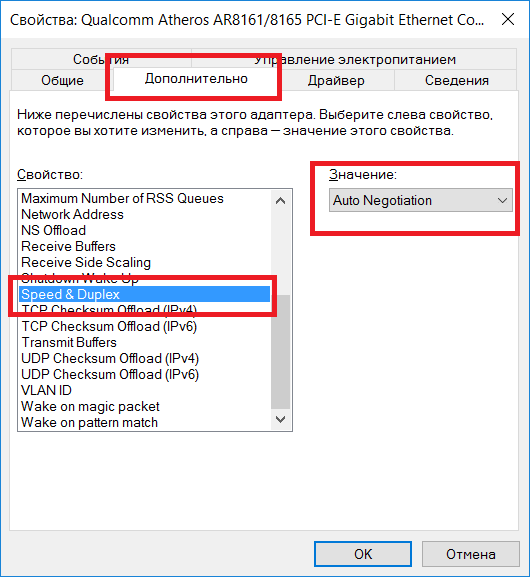 Свойства: Qualcomm Atheros AR8161/8165 PCI-E Gigabit Ethernet Co...
События
Управление электропитанием
Общие
Дополнительно
Драйвер
Сведения
Ниже перечислены свойства этого адаптера. Выберите слева свойство,
которое вы хотите изменить, а справа – значение этого свойства.
Свойство:
Maximum Number of RSS Queues
Network Address
NS Offload
Receive Buffers
Receive Side Scaling
Shutdown Wake Up
Speed & Duplex
TCP Checksum Offload (IPv4)
TCP Checksum Offload (IPv6)
Transmit Buffers
UDP Checksum Offload (IPv4)
UDP Checksum Offload (IPv6)
VLAN ID
Wake on magic packet
Wake on pattern match
Значение:
Auto Negotiation
OK
Отмена